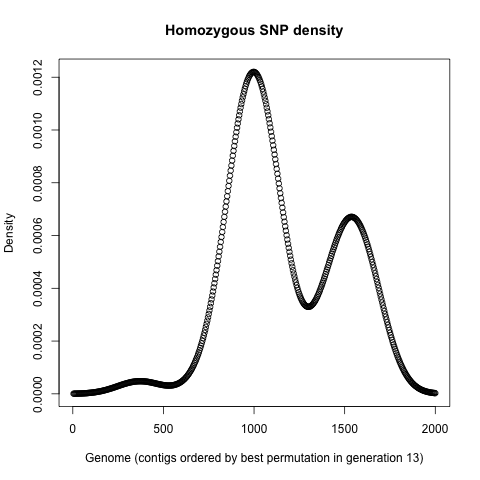 Homozygous SNP density
Density
0.0012
0.0010
0.0008
0.0006
0.0004
0.0002
0.0000
0 500 1000 1500 2000
Genome (contigs ordered by best permutation in generation 13)